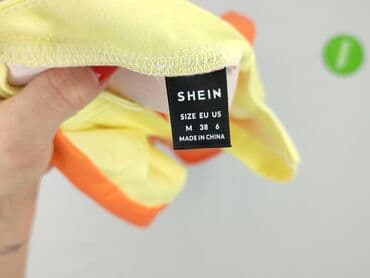 SHEIN
SIZE EU US
M 38 6
MADE IN CHINA